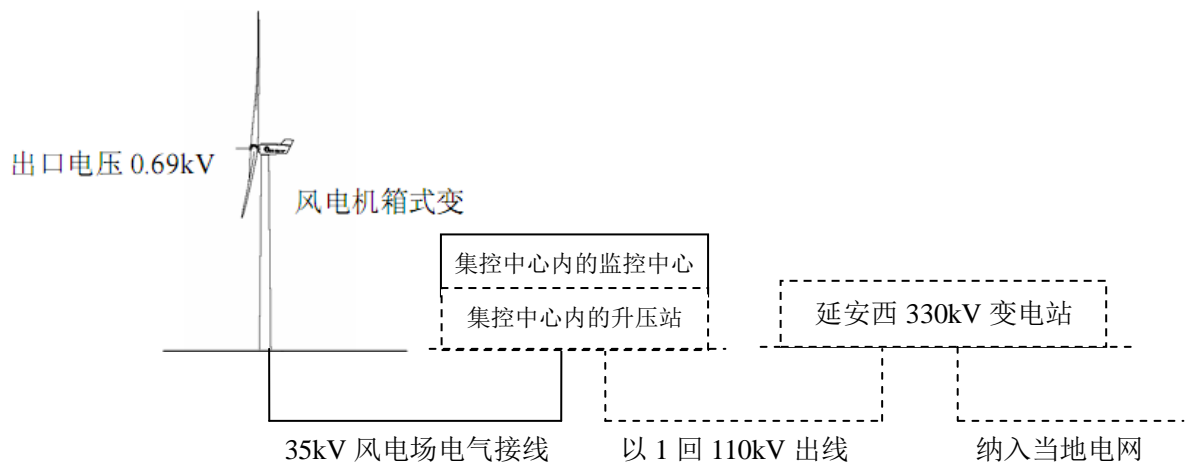 出口电压 0.69kV
风电机箱式变
集控中心内的监控中心
集控中心内的升压站
延安西 330kV 变电站
35kV 风电场电气接线
以 1 回 110kV 出线
纳入当地电网